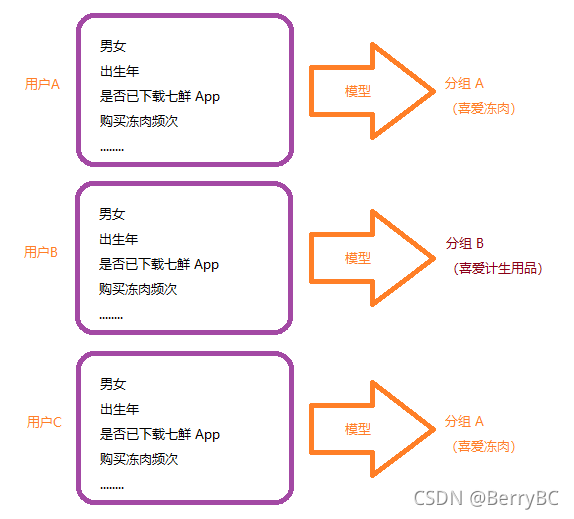 男女
出生年
用户A
是否已下载七鲜 App
购买冻肉频次
........
模型
分组 A
（喜爱冻肉）
男女
出生年
用户B
是否已下载七鲜 App
购买冻肉频次
........
模型
分组 B
（喜爱计生用品）
男女
出生年
用户C
是否已下载七鲜 App
购买冻肉频次
........
模型
分组 A
（喜爱冻肉）
CSDN @BerryBC